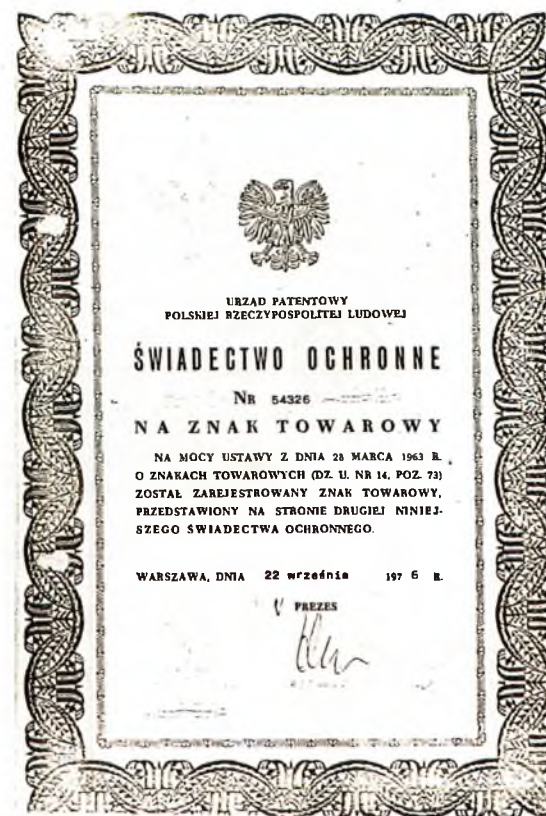 URZĄD PATENTOWY
POLSKIEJ RZECZYPOSPOLITEJ LUDOWEJ
ŚWIADECTWO OCHRONNE
NR 54326
NA ZNAK TOWAROWY
NA MOCY USTAWY Z DNIA 28 MARCA 1963 R.
O ZNAKACH TOWAROWYCH (DZ. U. NR 14, POZ. 73)
ZOSTAŁ ZAREJESTROWANY ZNAK TOWAROWY,
PRZEDSTAWIONY NA STRONIE DRUGIEJ NINIEJ-
SZEGO ŚWIADECTWA OCHRONNEGO.
WARSZAWA, DNIA 22 września 197 6 R.
PREZES